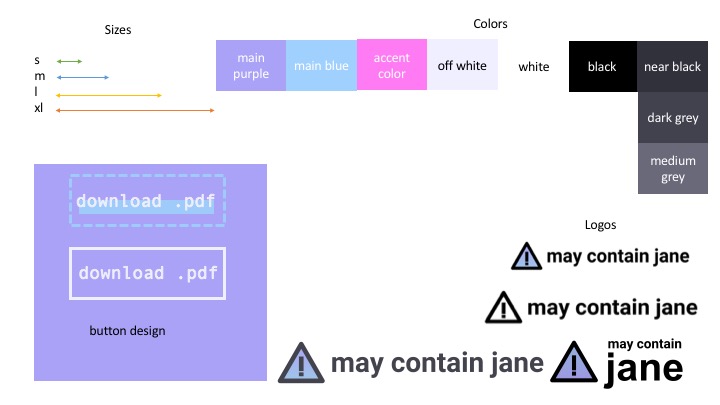 Sizes
Colors
s
m
l
xl
main
purple
main blue
accent
color
off white
white
black
near black
dark grey
medium
grey
download .pdf
download .pdf
button design
Logos
may contain jane
may contain jane
may contain jane
may contain
jane